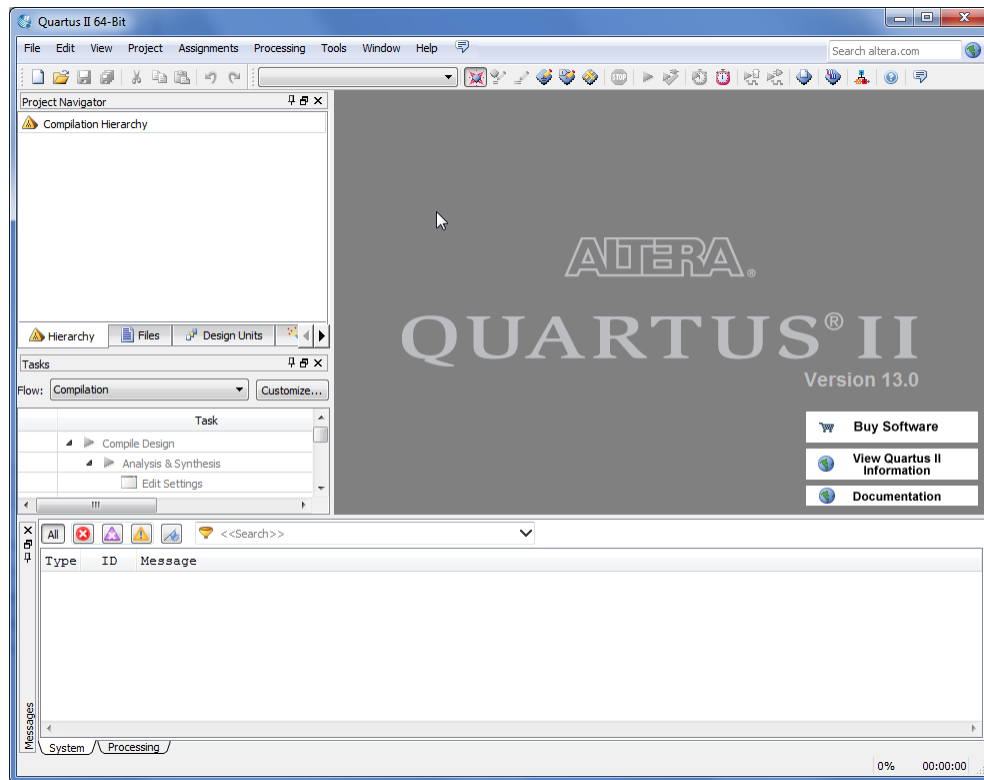 Quartus II 64-Bit
File Edit View Project Assignments Processing Tools Window Help
Search altera.com
STOP
Project Navigator
Compilation Hierarchy
Hierarchy Files Design Units
Tasks
Flow: Compilation Customize...
Task
Compile Design
Analysis & Synthesis
Edit Settings
ALTERA®
QUARTUS® II
Version 13.0
Buy Software
View Quartus II
Information
Documentation
All <<Search>>
Type ID Message
Messages
System Processing
0% 00:00:00